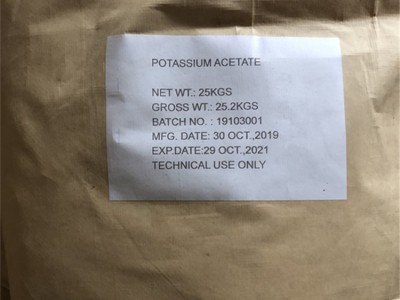 POTASSIUM ACETATE
NET WT.: 25KGS
GROSS WT.: 25.2KGS
BATCH NO. : 19103001
MFG. DATE: 30 OCT.,2019
EXP.DATE:29 OCT.,2021
TECHNICAL USE ONLY